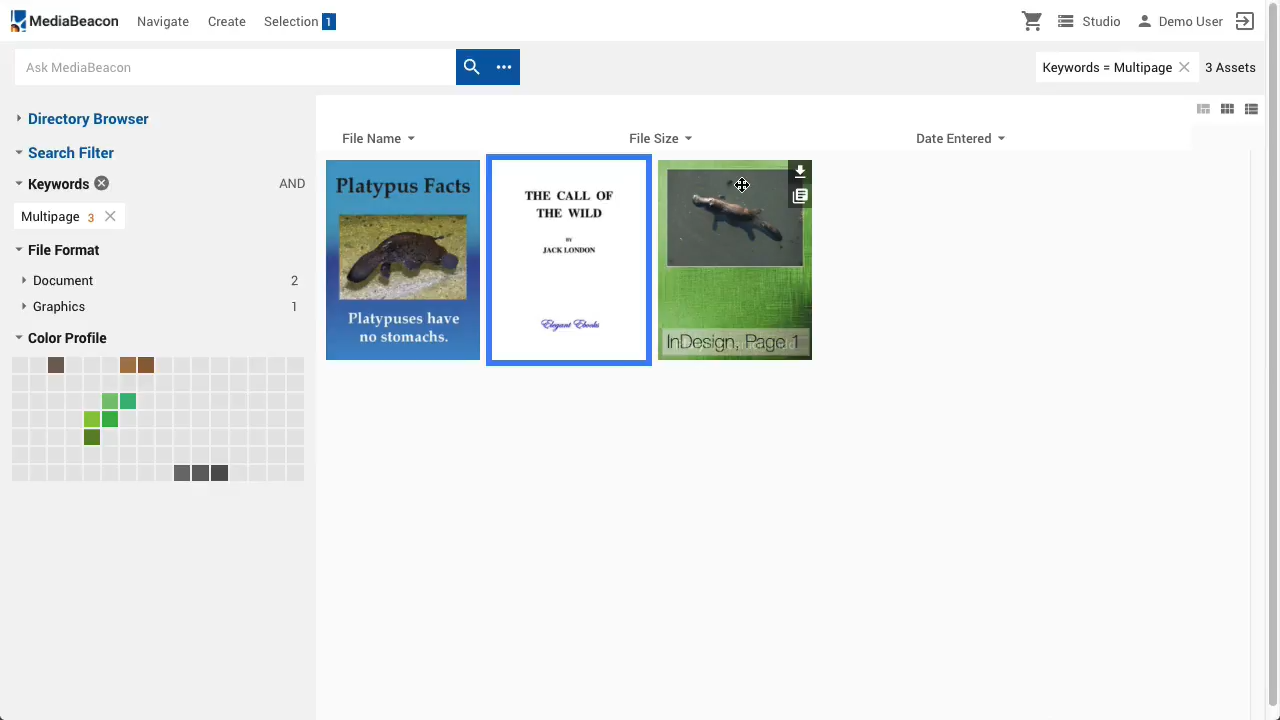 MediaBeacon Navigate Create Selection 1 Studio Demo User
Ask MediaBeacon Keywords = Multipage 3 Assets
Directory Browser
Search Filter
Keywords AND
Multipage 3
File Format
Document 2
Graphics 1
Color Profile
File Name File Size Date Entered
Platypus Facts
Platypuses have
no stomachs.
THE CALL OF
THE WILD
BY
JACK LONDON
Elegant Ebooks
InDesign, Page 1